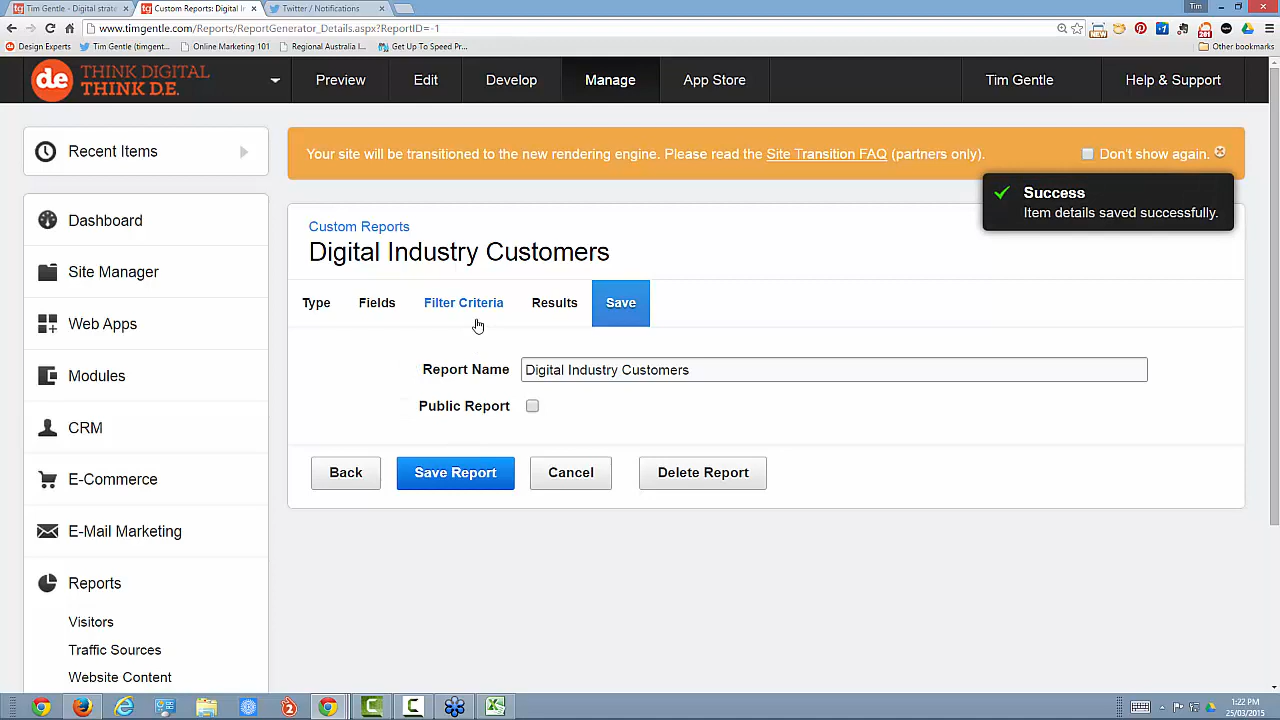 Tim Gentle - Digital strate
Custom Reports: Digital In
Twitter / Notifications
Tim
www.timgentle.com/Reports/ReportGenerator_Details.aspx?ReportID=-1
Design Experts
Twitter / Tim Gentle (timgent...
Online Marketing 101
Regional Australia I...
Get Up To Speed Pr...
Other bookmarks
d.e
THINK DIGITAL
THINK D.E.
Preview
Edit
Develop
Manage
App Store
Tim Gentle
Help & Support
Recent Items
Your site will be transitioned to the new rendering engine. Please read the Site Transition FAQ (partners only).
Don't show again.
Success
Item details saved successfully.
Dashboard
Site Manager
Web Apps
Modules
CRM
E-Commerce
E-Mail Marketing
Reports
Visitors
Traffic Sources
Website Content
Custom Reports
Digital Industry Customers
Type
Fields
Filter Criteria
Results
Save
Report Name
Digital Industry Customers
Public Report
Back
Save Report
Cancel
Delete Report
1:22 PM
25/03/2015